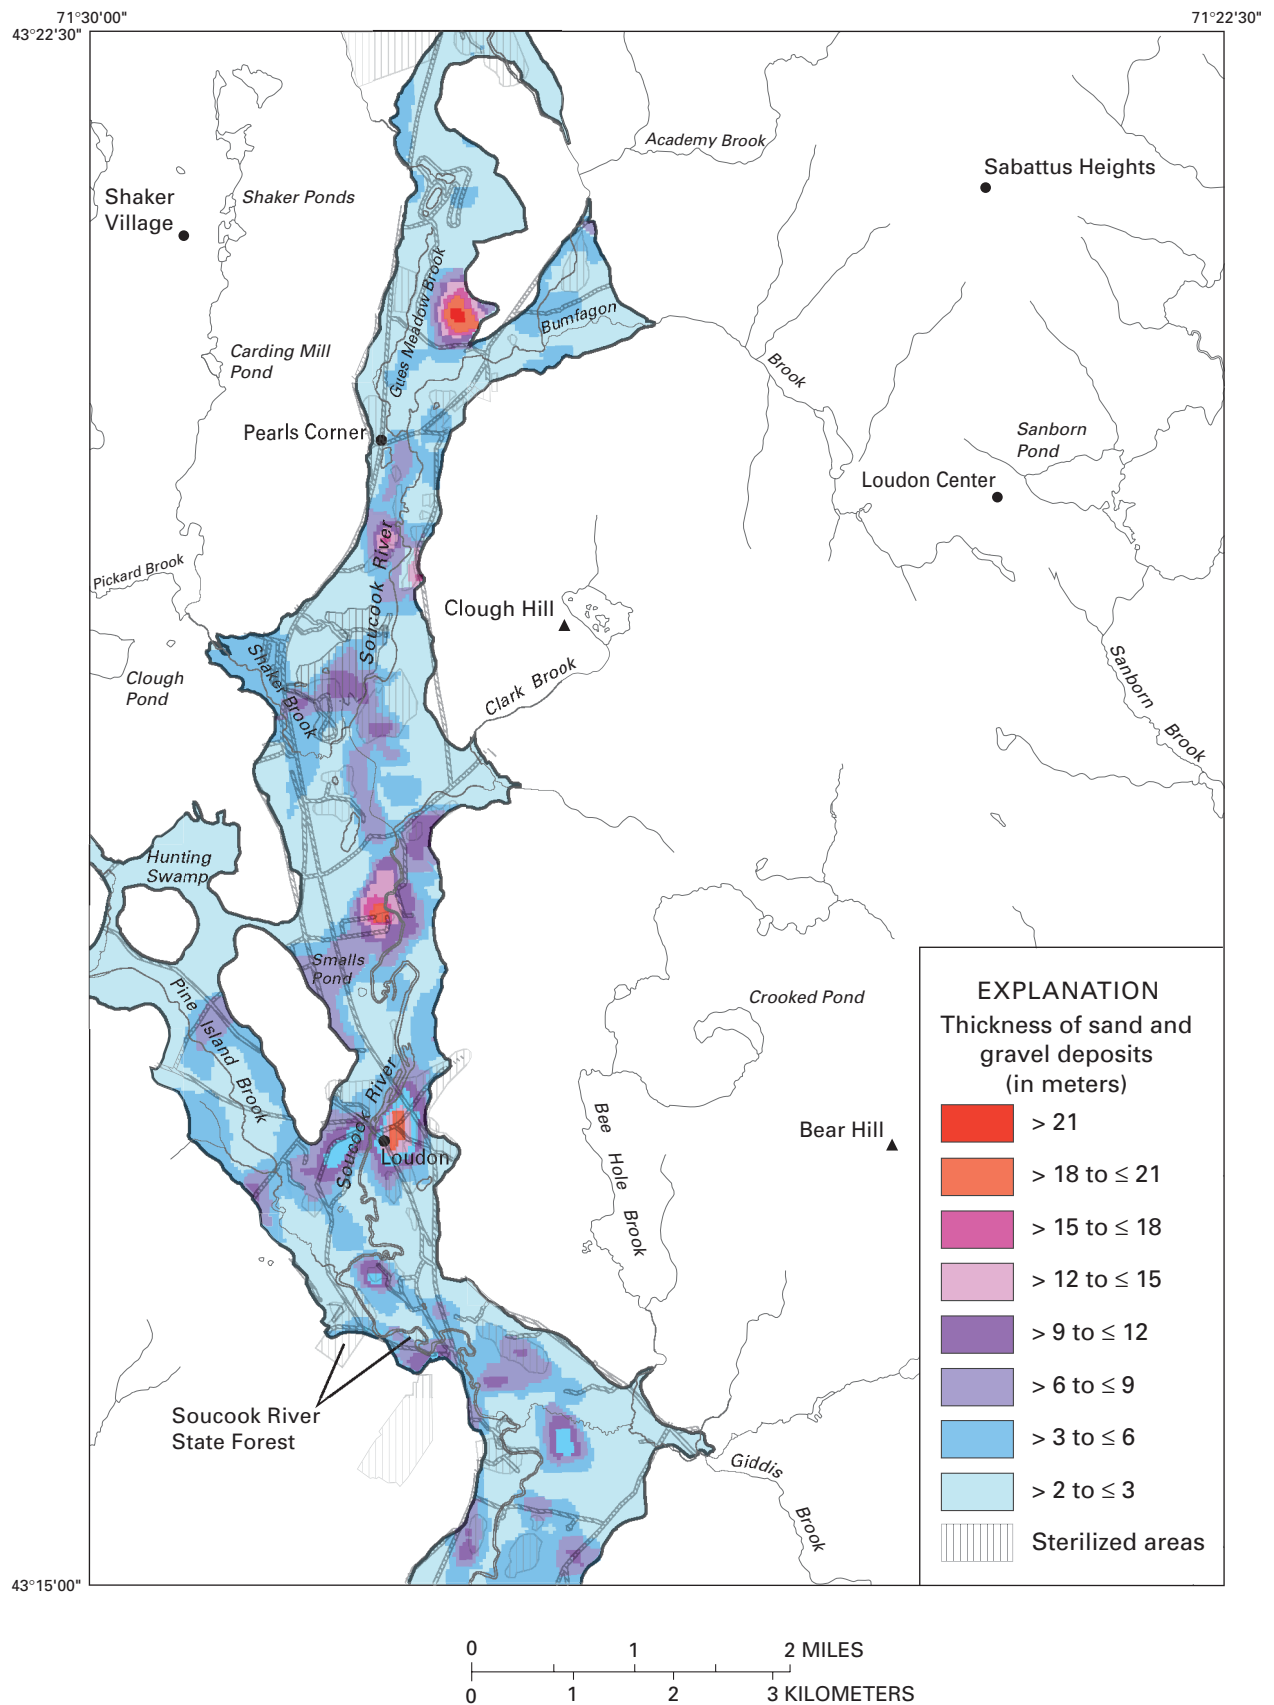 71°30'00"
71°22'30"
43°22'30"
Academy Brook
Sabattus Heights
Shaker
Village
Shaker Ponds
Gues Meadow Brook
Bumfagon
Brook
Carding Mill
Pond
Pearls Corner
Sanborn
Pond
Loudon Center
Soucook River
Pickard Brook
Clough Hill
Shaker Brook
Clough
Pond
Clark Brook
Sanborn
Brook
Hunting
Swamp
Smalls
Pond
Pine Island Brook
Crooked Pond
Soucook River
Loudon
Bee Hole Brook
Bear Hill
Soucook River
State Forest
Giddis
Brook
EXPLANATION
Thickness of sand and
gravel deposits
(in meters)
> 21
> 18 to ≤ 21
> 15 to ≤ 18
> 12 to ≤ 15
> 9 to ≤ 12
> 6 to ≤ 9
> 3 to ≤ 6
> 2 to ≤ 3
Sterilized areas
43°15'00"
0 1 2 MILES
0 1 2 3 KILOMETERS